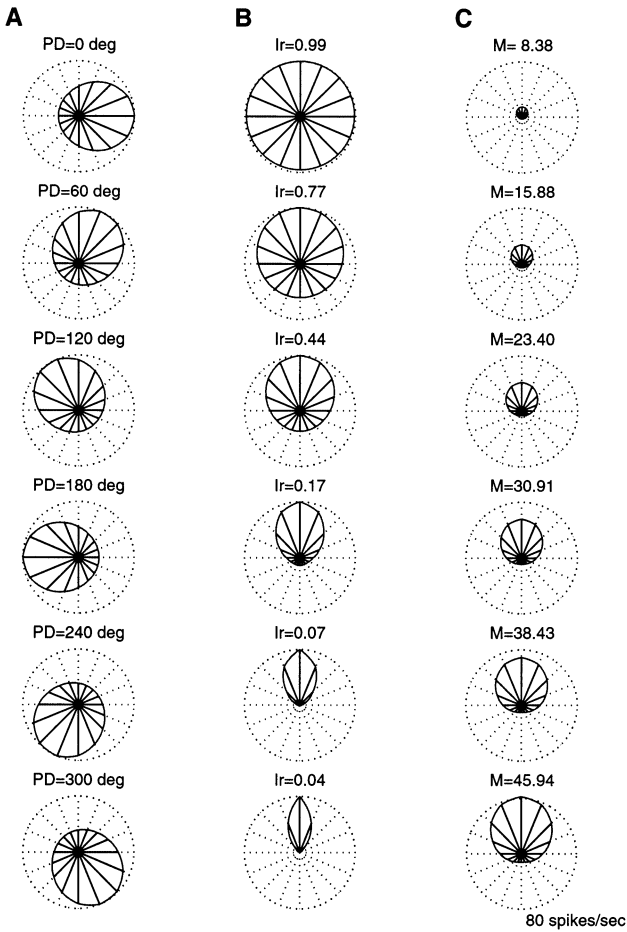 A B C
PD=0 deg Ir=0.99 M= 8.38
PD=60 deg Ir=0.77 M=15.88
PD=120 deg Ir=0.44 M=23.40
PD=180 deg Ir=0.17 M=30.91
PD=240 deg Ir=0.07 M=38.43
PD=300 deg Ir=0.04 M=45.94
80 spikes/sec